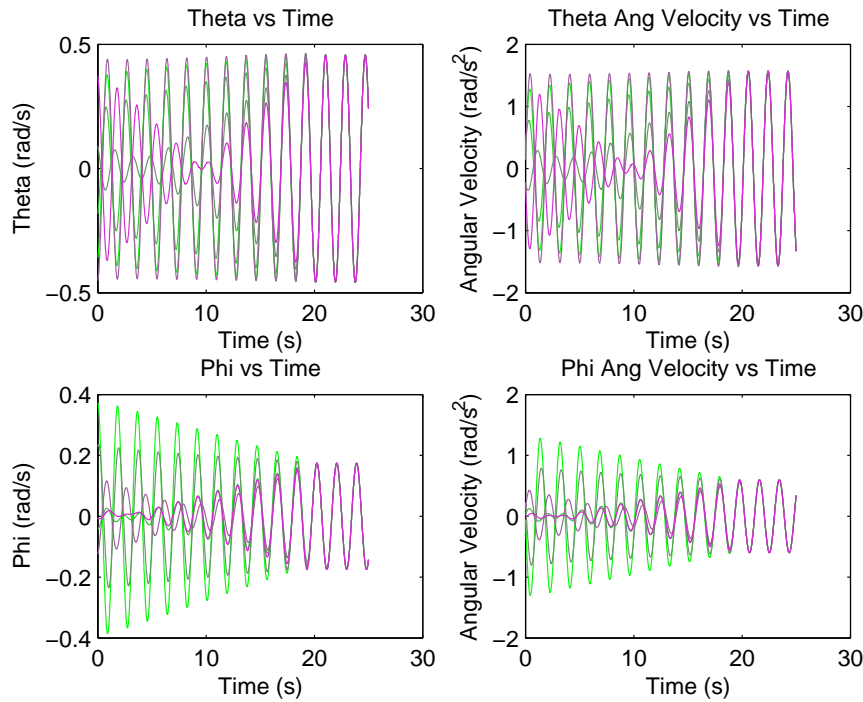 Theta vs Time
0.5
0
−0.5
0
10
20
30
Theta (rad/s)
Time (s)
Theta Ang Velocity vs Time
2
1
0
−1
−2
0
10
20
30
Angular Velocity (rad/s²)
Time (s)
Phi vs Time
0.4
0.2
0
−0.2
−0.4
0
10
20
30
Phi (rad/s)
Time (s)
Phi Ang Velocity vs Time
2
1
0
−1
−2
0
10
20
30
Angular Velocity (rad/s²)
Time (s)